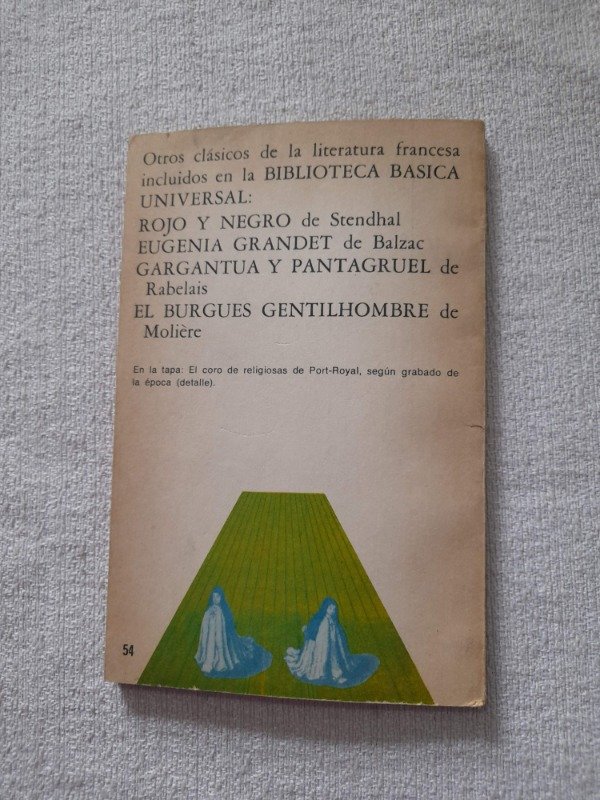 Otros clásicos de la literatura francesa
incluidos en la BIBLIOTECA BASICA
UNIVERSAL:
ROJO Y NEGRO de Stendhal
EUGENIA GRANDET de Balzac
GARGANTUA Y PANTAGRUEL de
Rabelais
EL BURGUES GENTILHOMBRE de
Molière
En la tapa: El coro de religiosas de Port-Royal, según grabado de
la época (detalle).
54